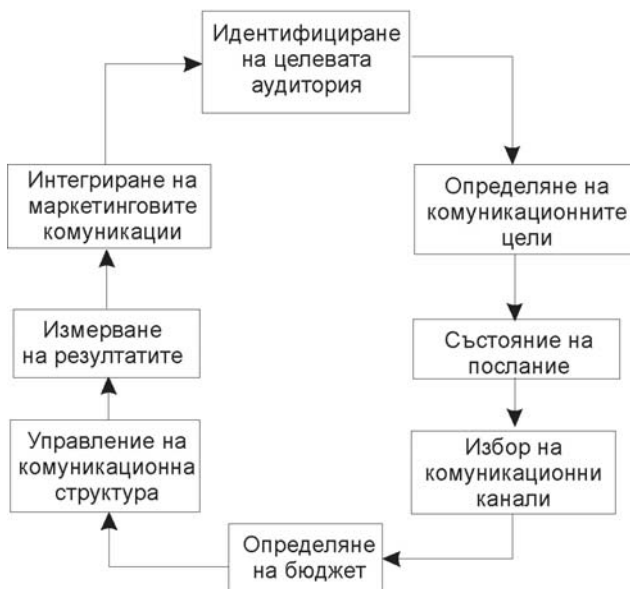 Идентифициране
на целевата
аудитория
Определяне на
комуникационните
цели
Състояние на
послание
Избор на
комуникационни
канали
Определяне
на бюджет
Управление на
комуникационна
структура
Измерване
на резултатите
Интегриране на
маркетинговите
комуникации